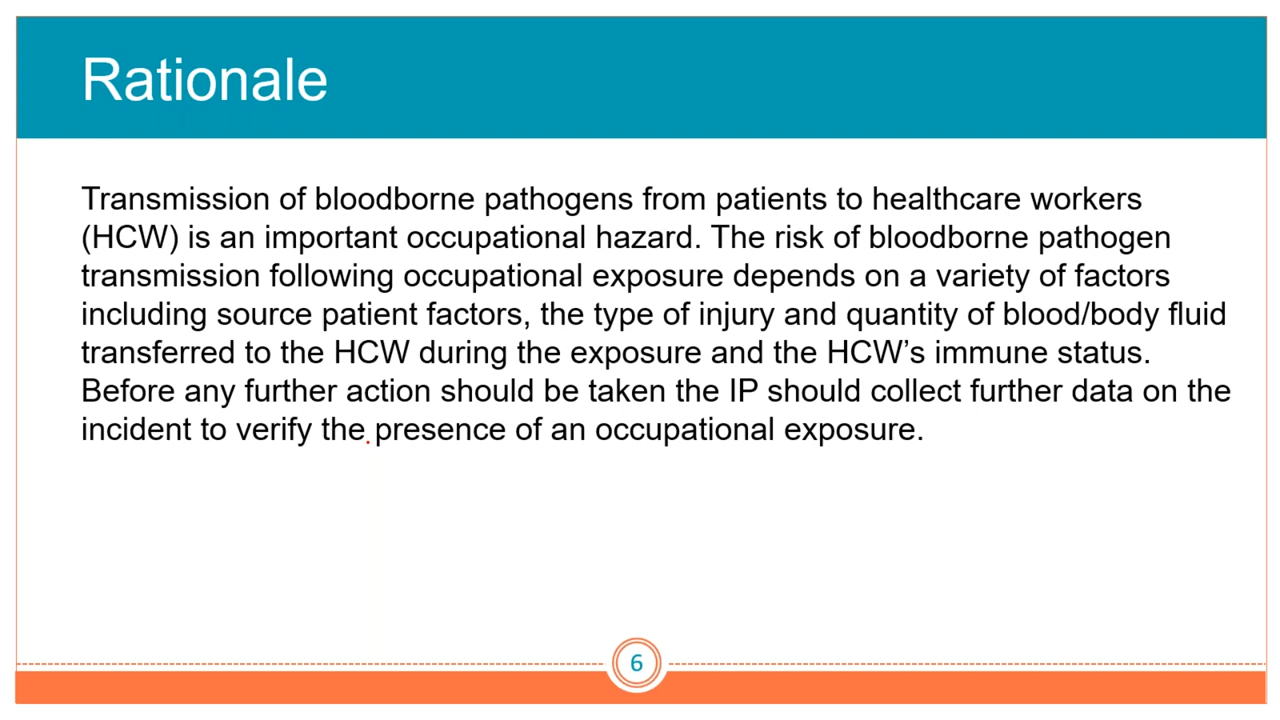 Rationale
Transmission of bloodborne pathogens from patients to healthcare workers
(HCW) is an important occupational hazard. The risk of bloodborne pathogen
transmission following occupational exposure depends on a variety of factors
including source patient factors, the type of injury and quantity of blood/body fluid
transferred to the HCW during the exposure and the HCW’s immune status.
Before any further action should be taken the IP should collect further data on the
incident to verify the presence of an occupational exposure.
6